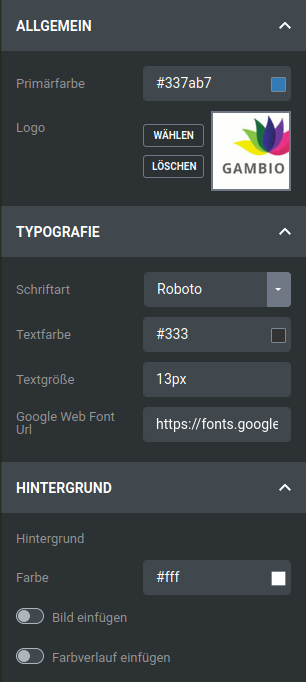 ALLGEMEIN
Primärfarbe #337ab7
Logo
WÄHLEN
LÖSCHEN
GAMBIO
TYPOGRAFIE
Schriftart Roboto
Textfarbe #333
Textgröße 13px
Google Web Font
Url
https://fonts.google
HINTERGRUND
Hintergrund
Farbe #fff
Bild einfügen
Farbverlauf einfügen